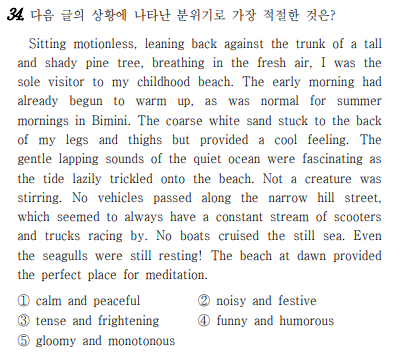 34. 다음 글의 상황에 나타난 분위기로 가장 적절한 것은?
Sitting motionless, leaning back against the trunk of a tall
and shady pine tree, breathing in the fresh air, I was the
sole visitor to my childhood beach. The early morning had
already begun to warm up, as was normal for summer
mornings in Bimini. The coarse white sand stuck to the back
of my legs and thighs but provided a cool feeling. The
gentle lapping sounds of the quiet ocean were fascinating as
the tide lazily trickled onto the beach. Not a creature was
stirring. No vehicles passed along the narrow hill street,
which seemed to always have a constant stream of scooters
and trucks racing by. No boats cruised the still sea. Even
the seagulls were still resting! The beach at dawn provided
the perfect place for meditation.
① calm and peaceful ② noisy and festive
③ tense and frightening ④ funny and humorous
⑤ gloomy and monotonous